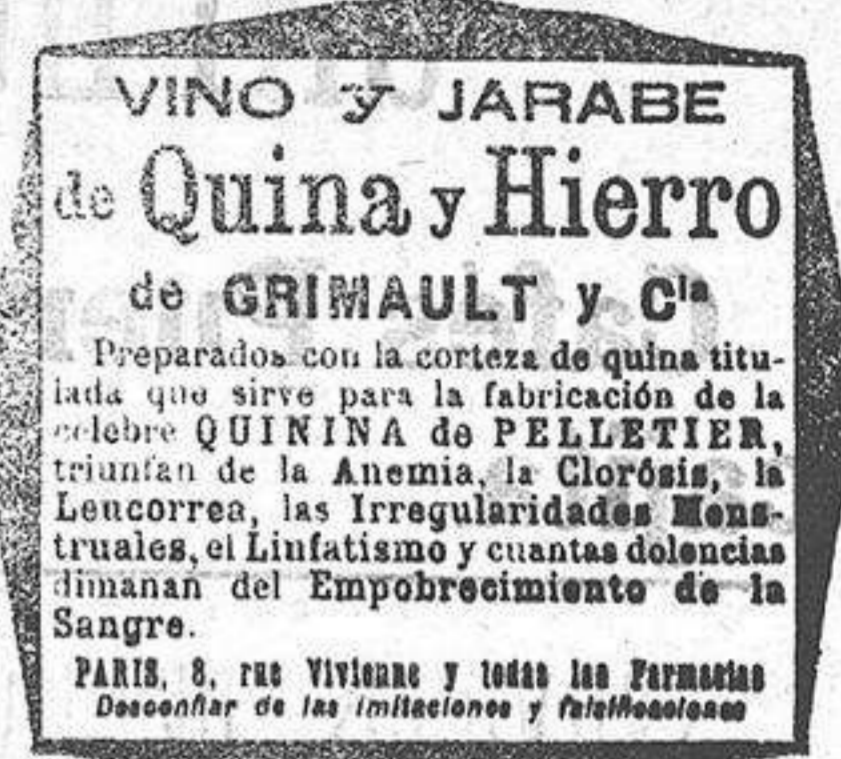 VINO y JARABE
de Quina y Hierro
de GRIMAULT y Cia
Preparados con la corteza de quina titu-
lada que sirve para la fabricación de la
celebre QUININA de PELLETIER,
triunfan de la Anemia, la Clorósis, la
Leucorrea, las Irregularidades Mens-
truales, el Linfatismo y cuantas dolencias
dimanan del Empobrecimiento de la
Sangre.
PARIS, 8, rue Vivienne y todas las Farmacias
Desconfiar de las imitaciones y falsificaciones